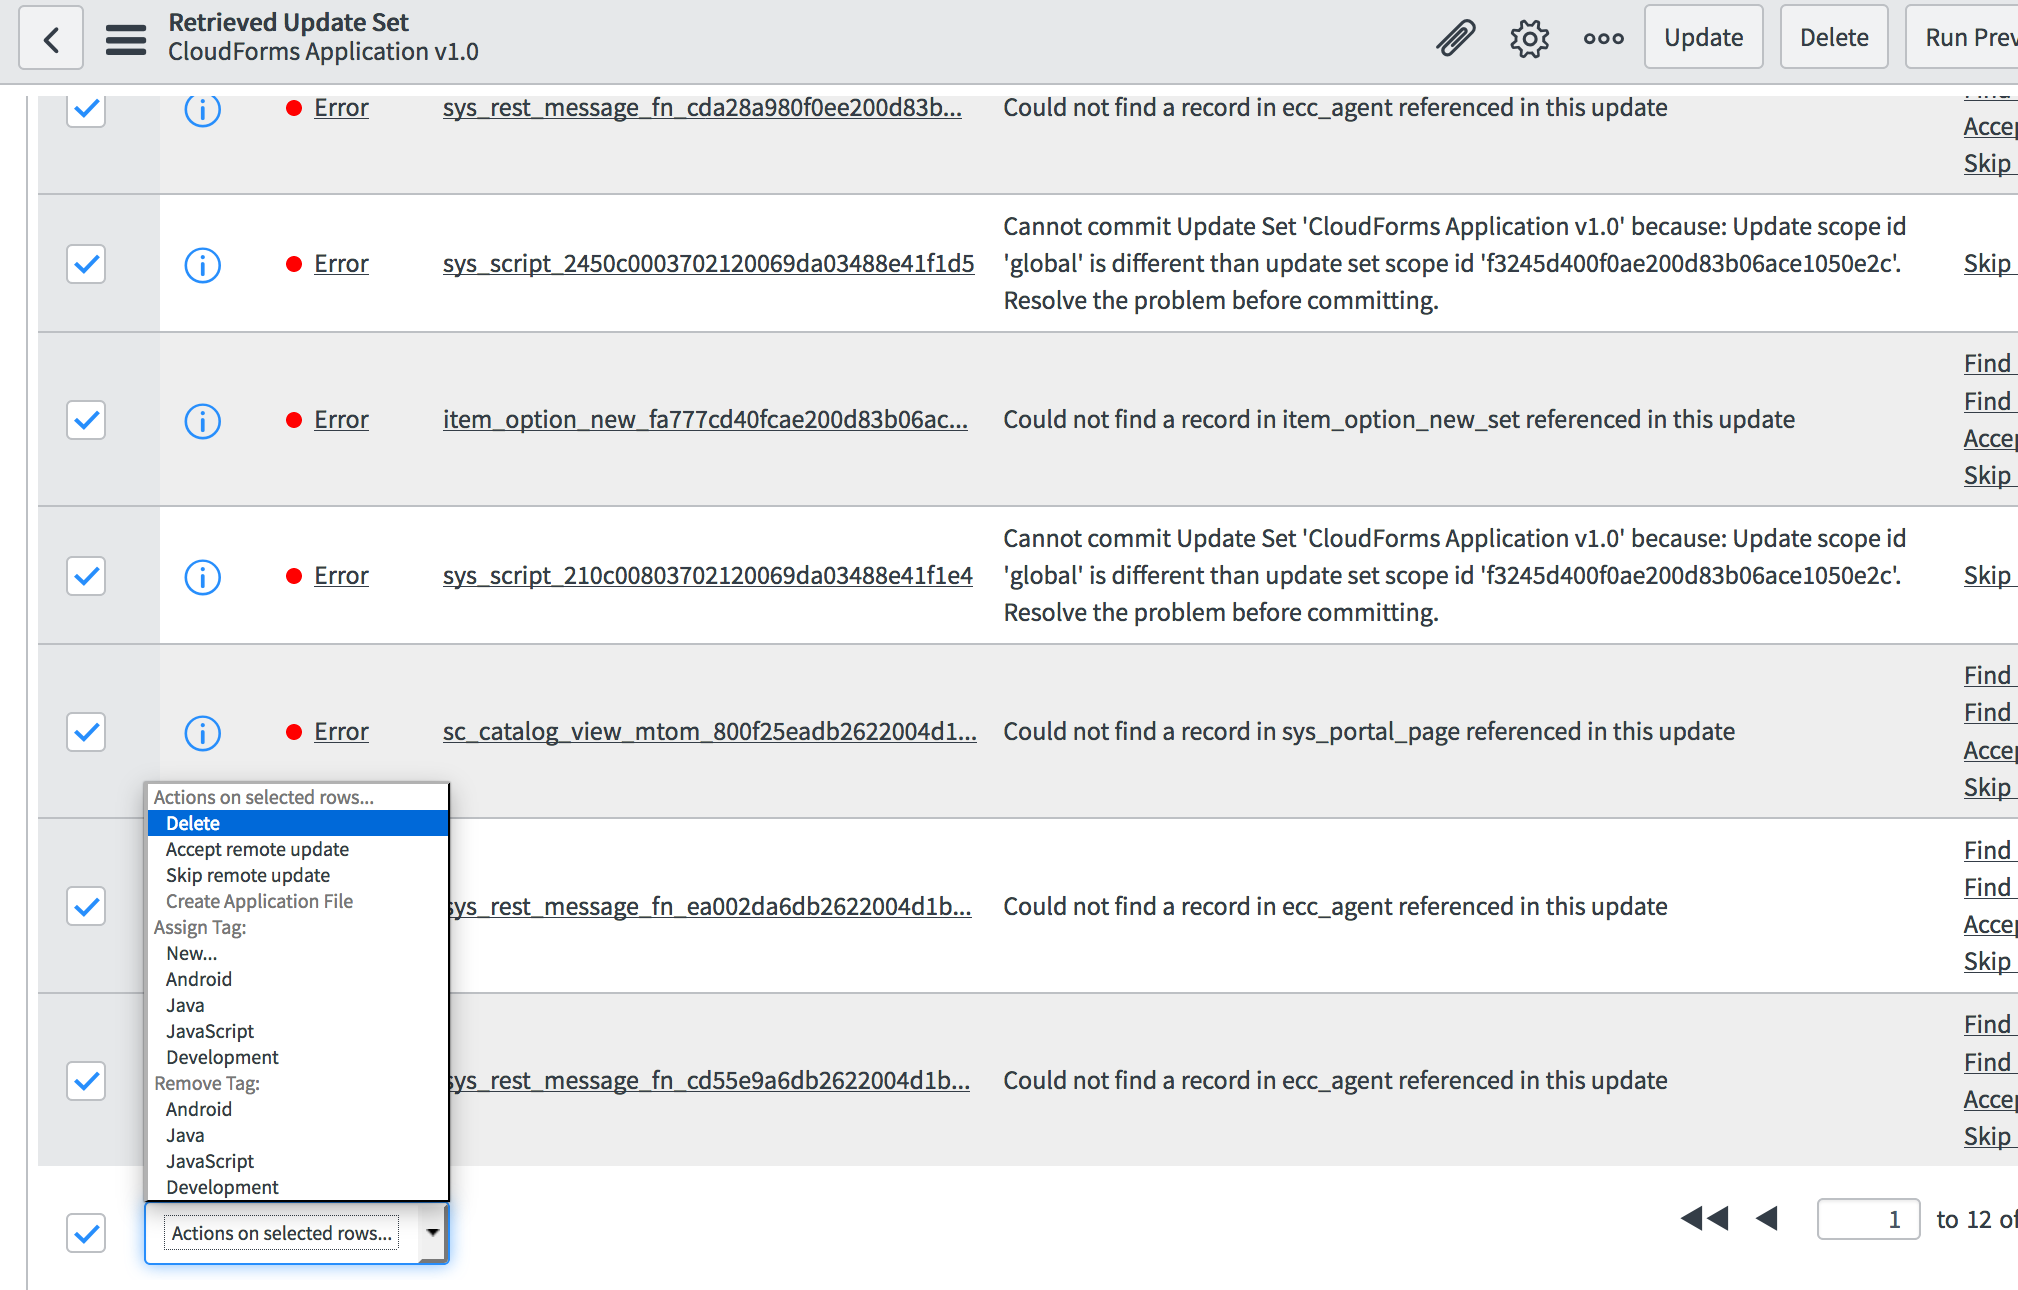 Retrieved Update Set
CloudForms Application v1.0
Update
Delete
Run Prev
Error
sys_rest_message_fn_cda28a980f0ee200d83b...
Could not find a record in ecc_agent referenced in this update
Accep
Skip
Error
sys_script_2450c0003702120069da03488e41f1d5
Cannot commit Update Set 'CloudForms Application v1.0' because: Update scope id
'global' is different than update set scope id 'f3245d400f0ae200d83b06ace1050e2c'.
Resolve the problem before committing.
Skip
Error
item_option_new_fa777cd40fcae200d83b06ac...
Could not find a record in item_option_new_set referenced in this update
Find
Find
Accep
Skip
Error
sys_script_210c00803702120069da03488e41f1e4
Cannot commit Update Set 'CloudForms Application v1.0' because: Update scope id
'global' is different than update set scope id 'f3245d400f0ae200d83b06ace1050e2c'.
Resolve the problem before committing.
Skip
Error
sc_catalog_view_mtom_800f25eadb2622004d1...
Could not find a record in sys_portal_page referenced in this update
Find
Find
Accep
Skip
sys_rest_message_fn_ea002da6db2622004d1b...
Could not find a record in ecc_agent referenced in this update
Find
Find
Accep
Skip
sys_rest_message_fn_cd55e9a6db2622004d1b...
Could not find a record in ecc_agent referenced in this update
Find
Find
Accep
Skip
Actions on selected rows...
Delete
Accept remote update
Skip remote update
Create Application File
Assign Tag:
New...
Android
Java
JavaScript
Development
Remove Tag:
Android
Java
JavaScript
Development
Actions on selected rows...
1 to 12 of